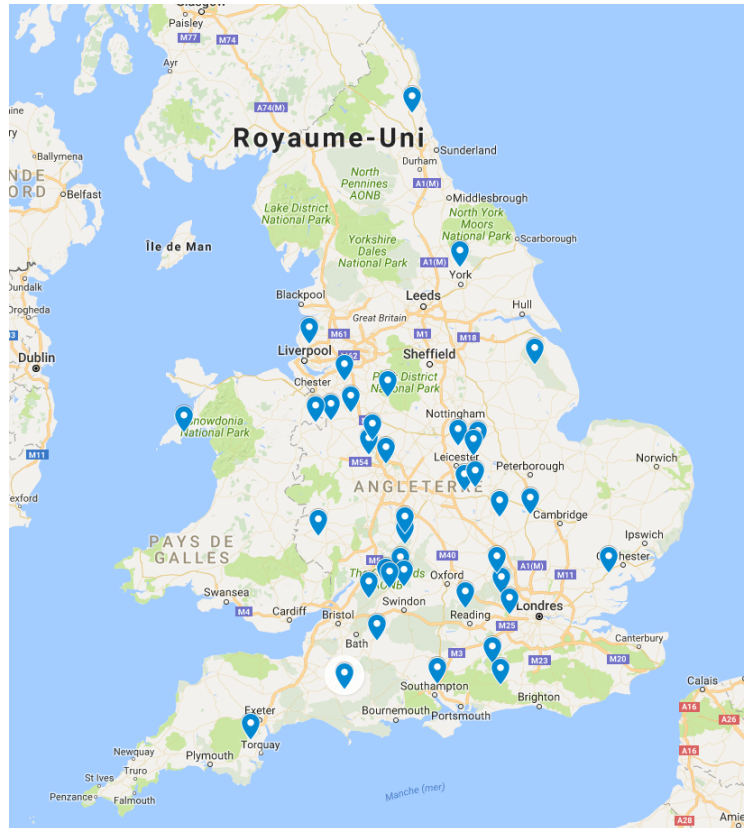 Glasgow
Paisley
M77
M74
Ayr
A74(M)
Royaume-Uni
Ballymena
Belfast
Sunderland
Durham
North
Pennines
AONB
A1(M)
Middlesbrough
Lake District
National Park
North York
Moors
National Park
Scarborough
Île de Man
Yorkshire
Dales
National Park
A1(M)
York
Dundalk
Drogheda
Dublin
Blackpool
Leeds
Great Britain
Hull
M61
M1
M18
Liverpool
M62
Sheffield
Chester
District
National Park
Nottingham
Snowdonia
National Park
M11
M54
Leicester
Peterborough
Norwich
ANGLETERRE
Cambridge
Ipswich
PAYS DE
GALLES
M40
A1(M)
Oxford
M11
AONB
Swansea
M4
Cardiff
Bristol
Swindon
Reading
Londres
M25
Bath
M3
M23
M20
Canterbury
Southampton
Portsmouth
Brighton
Bournemouth
Calais
A16
A26
A16
Exeter
Torquay
Newquay
Plymouth
Truro
St Ives
Penzance
Falmouth
Manche (mer)
A28